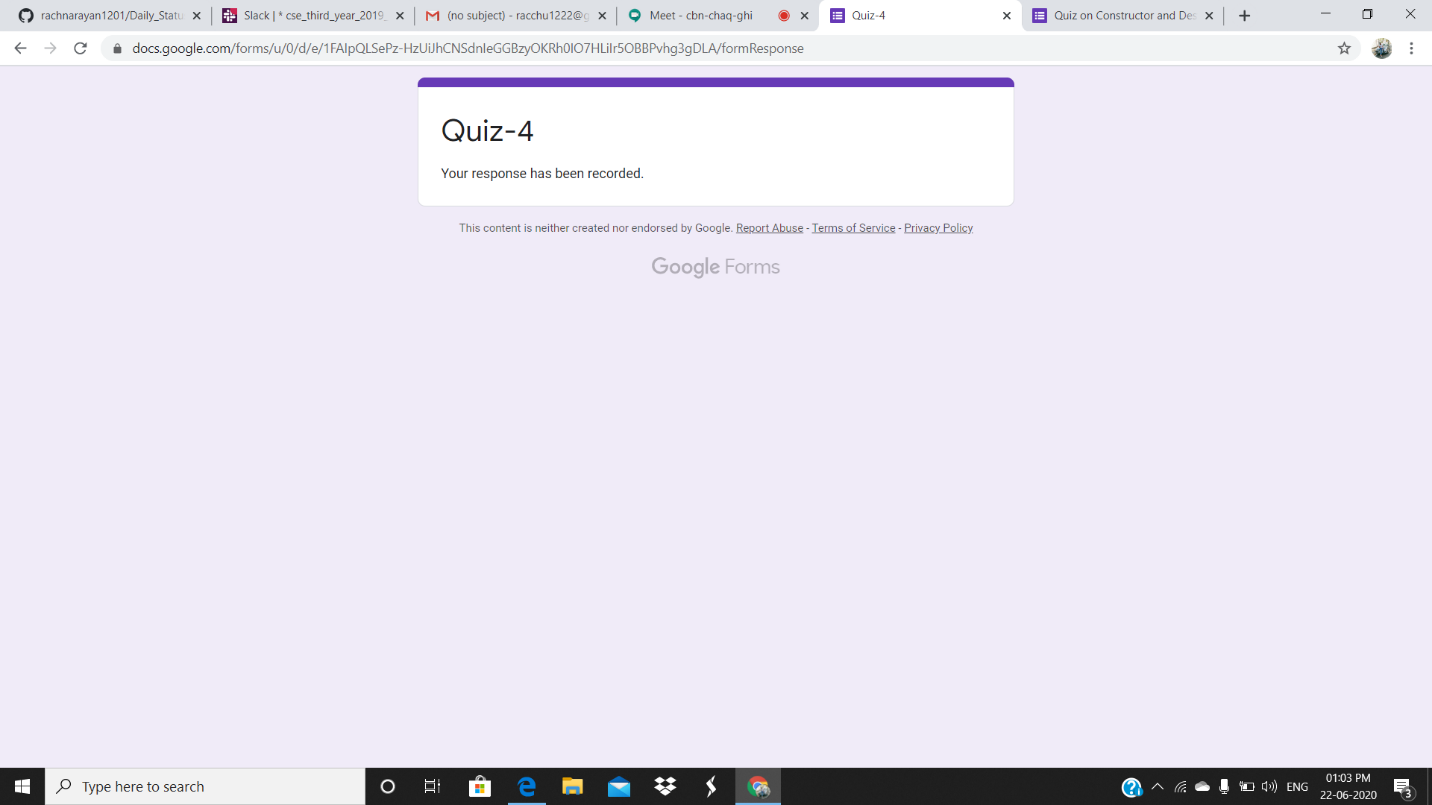 rachnarayan1201/Daily_Statu
Slack | * cse_third_year_2019_
(no subject) - racchu1222@g
Meet - cbn-chaq-ghi
Quiz-4
Quiz on Constructor and Des
docs.google.com/forms/u/0/d/e/1FAIpQLSePz-HzUiJhCNSdnleGGBzyOKRh0IO7HLiIr5OBBPvhg3gDLA/formResponse
Quiz-4
Your response has been recorded.
This content is neither created nor endorsed by Google. Report Abuse - Terms of Service - Privacy Policy
Google Forms
Type here to search
ENG
01:03 PM
22-06-2020
3